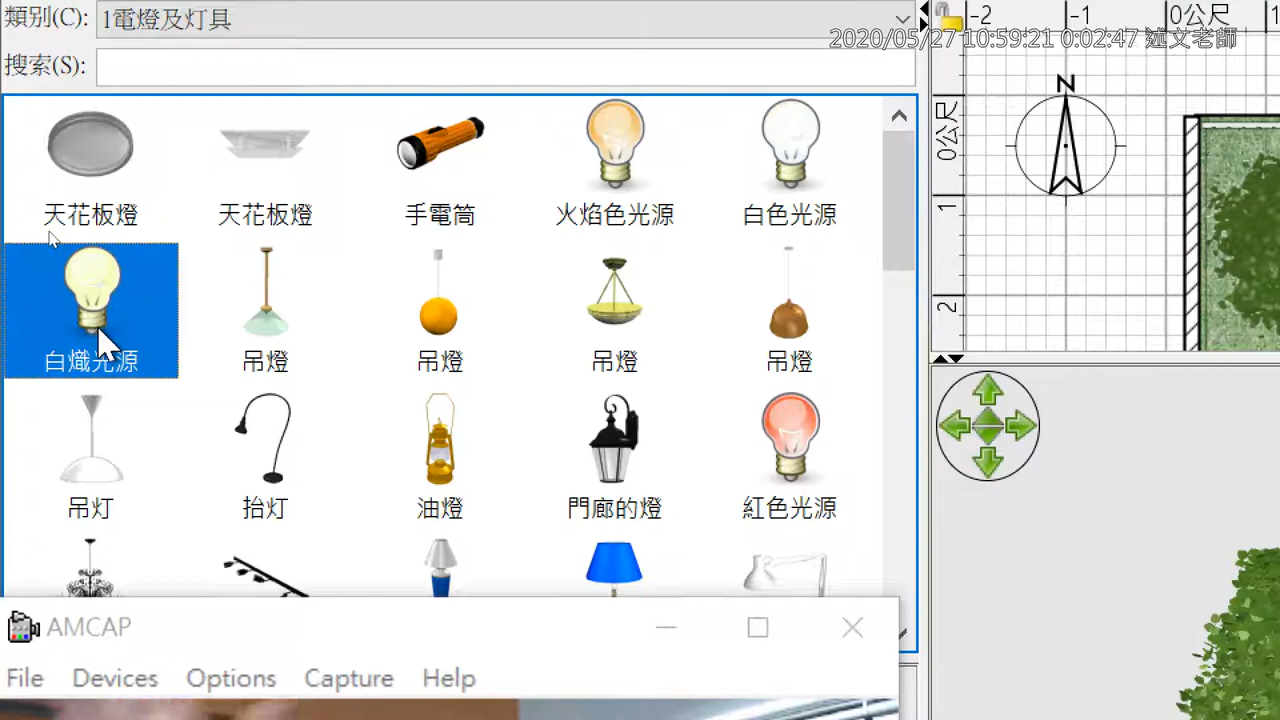 類別(C): 1電燈及灯具
-2 -1 0公尺 1
2020/05/27 10:59:21 0:02:47 述文老師
搜索(S):
N
0公尺
1
2
天花板燈 天花板燈 手電筒 火焰色光源 白色光源
白熾光源 吊燈 吊燈 吊燈 吊燈
吊灯 抬灯 油燈 門廊的燈 紅色光源
AMCAP
File Devices Options Capture Help